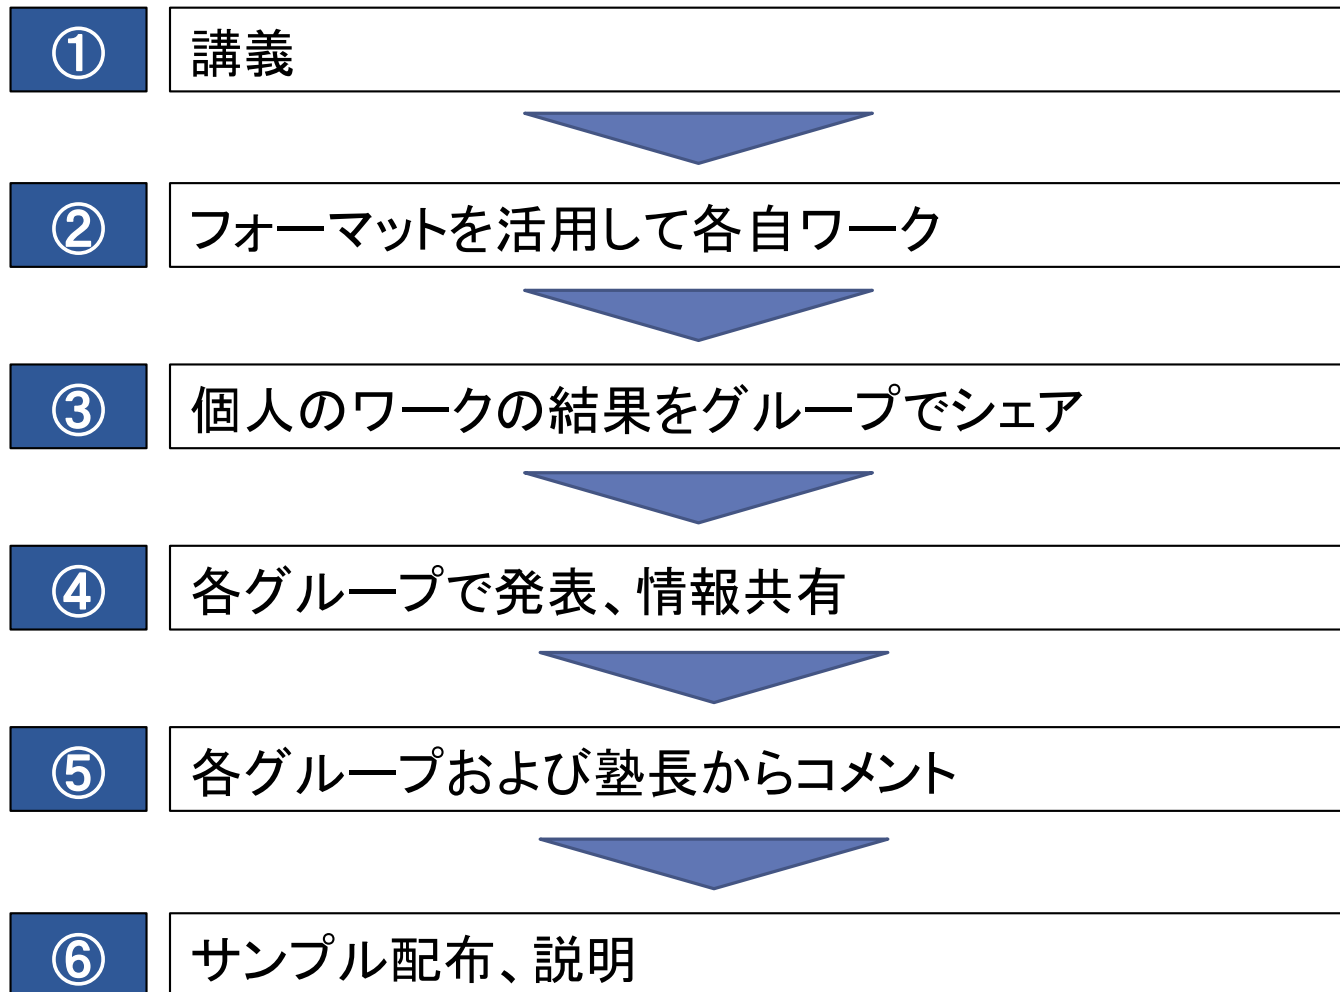 ① 講義
② フォーマットを活用して各自ワーク
③ 個人のワークの結果をグループでシェア
④ 各グループで発表、情報共有
⑤ 各グループおよび塾長からコメント
⑥ サンプル配布、説明